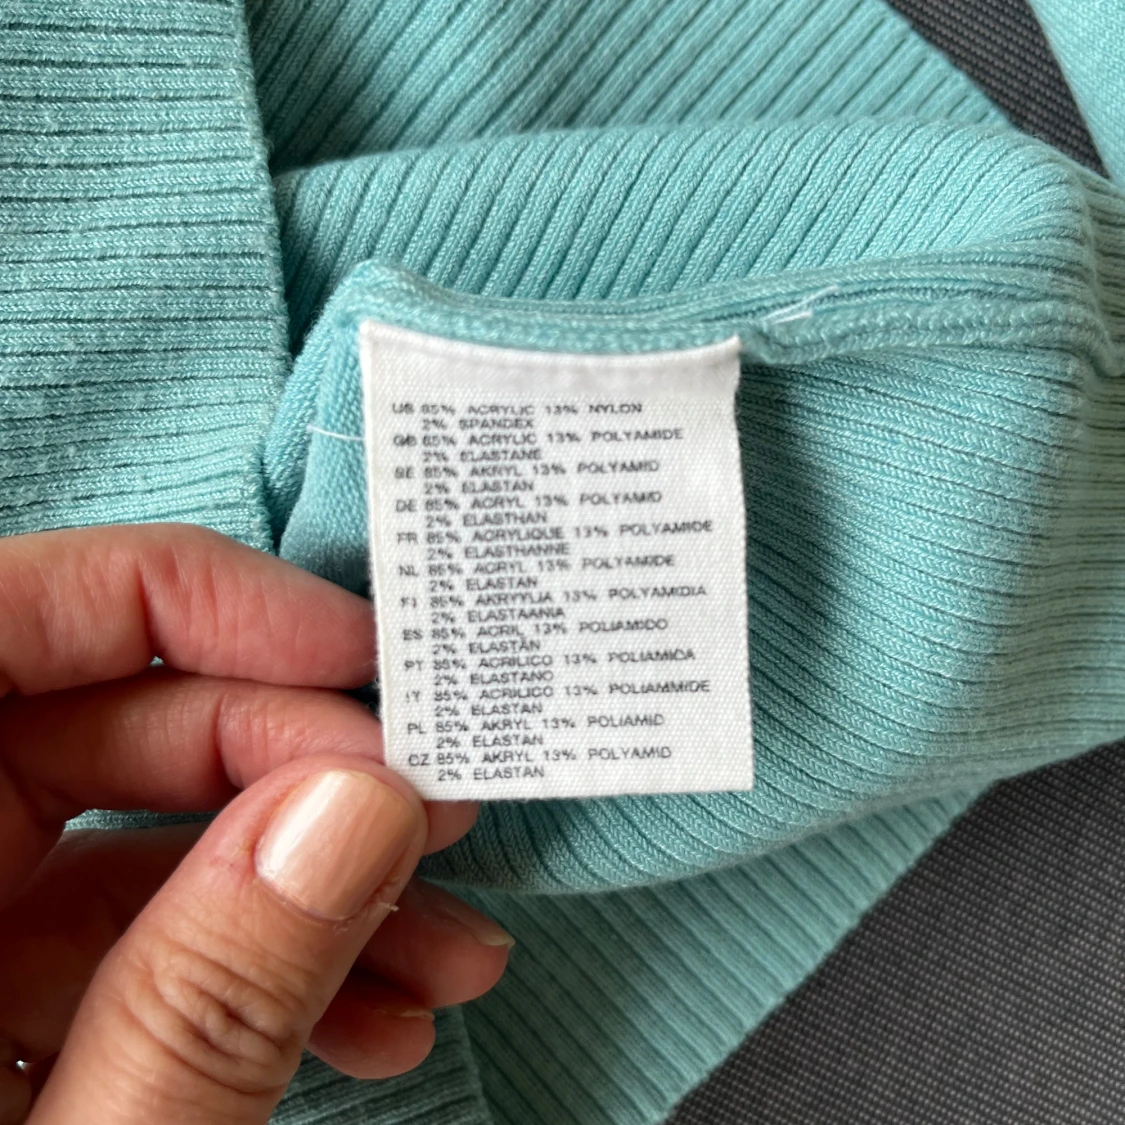 US 85% ACRYLIC 13% NYLON
2% SPANDEX
GB 85% ACRYLIC 13% POLYAMIDE
2% ELASTANE
SE 85% AKRYL 13% POLYAMID
2% ELASTAN
DE 85% ACRYL 13% POLYAMID
2% ELASTHAN
FR 85% ACRYLIQUE 13% POLYAMIDE
2% ELASTHANNE
NL 85% ACRYL 13% POLYAMIDE
2% ELASTAN
FI 85% AKRYYLIA 13% POLYAMIDIA
2% ELASTAANIA
ES 85% ACRIL 13% POLIAMIDO
2% ELASTÁN
PT 85% ACRILICO 13% POLIAMIDA
2% ELASTANO
IT 85% ACRILICO 13% POLIAMMIDE
2% ELASTAN
PL 85% AKRYL 13% POLIAMID
2% ELASTAN
CZ 85% AKRYL 13% POLYAMID
2% ELASTAN